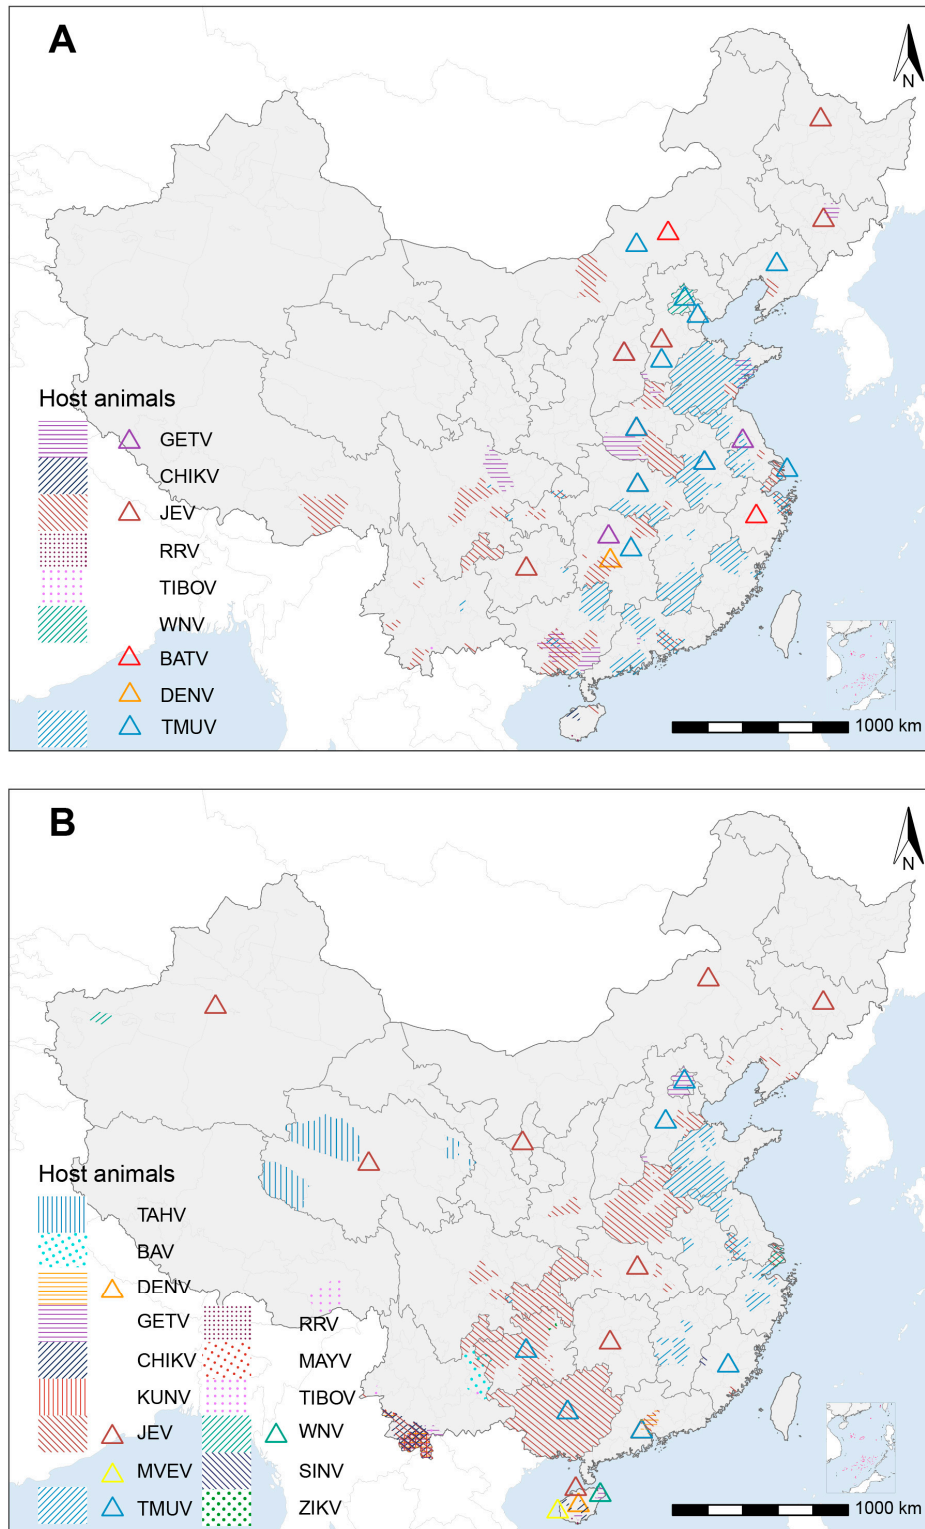 A
N
Host animals
GETV
CHIKV
JEV
RRV
TIBOV
WNV
BATV
DENV
TMUV
1000 km
B
N
Host animals
TAHV
BAV
DENV
GETV
RRV
CHIKV
MAYV
KUNV
TIBOV
JEV
WNV
MVEV
SINV
TMUV
ZIKV
1000 km